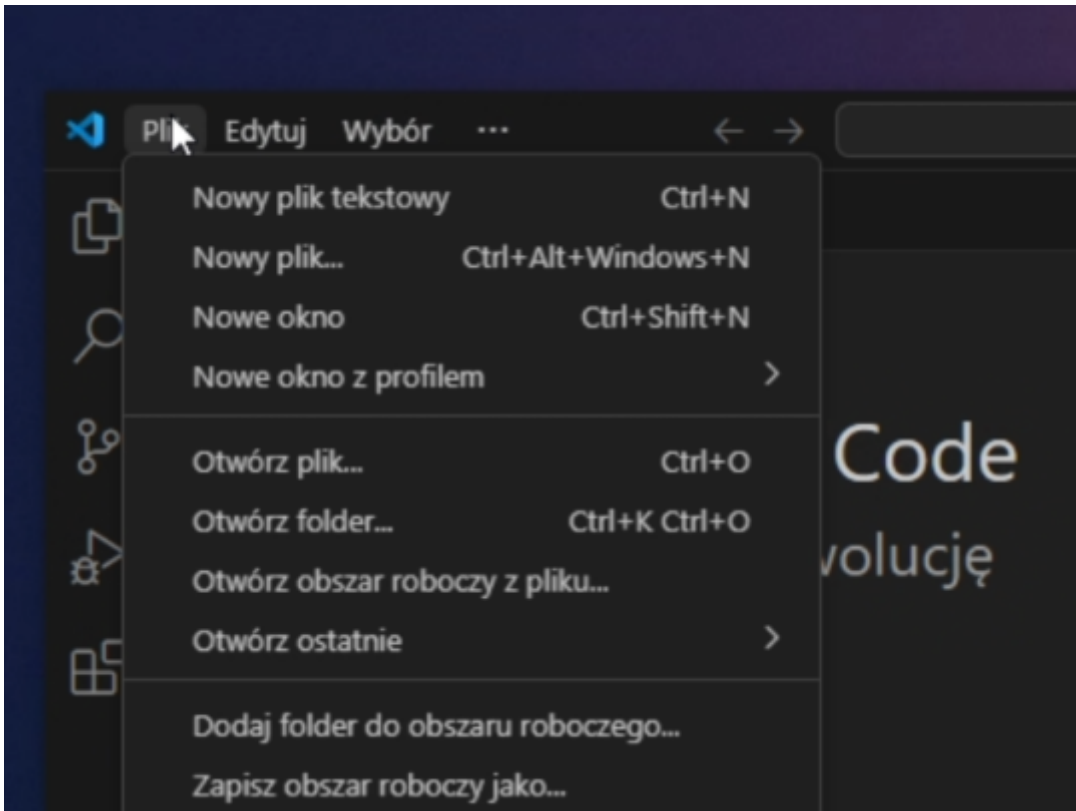 Plik Edytuj Wybór ...
Nowy plik tekstowy Ctrl+N
Nowy plik... Ctrl+Alt+Windows+N
Nowe okno Ctrl+Shift+N
Nowe okno z profilem
Otwórz plik... Ctrl+O
Code
Otwórz folder... Ctrl+K Ctrl+O
wolucję
Otwórz obszar roboczy z pliku...
Otwórz ostatnie
Dodaj folder do obszaru roboczego...
Zapisz obszar roboczy jako...